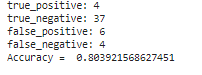 true_positive: 4
true_negative: 37
false_positive: 6
false_negative: 4
Accuracy =  0.803921568627451